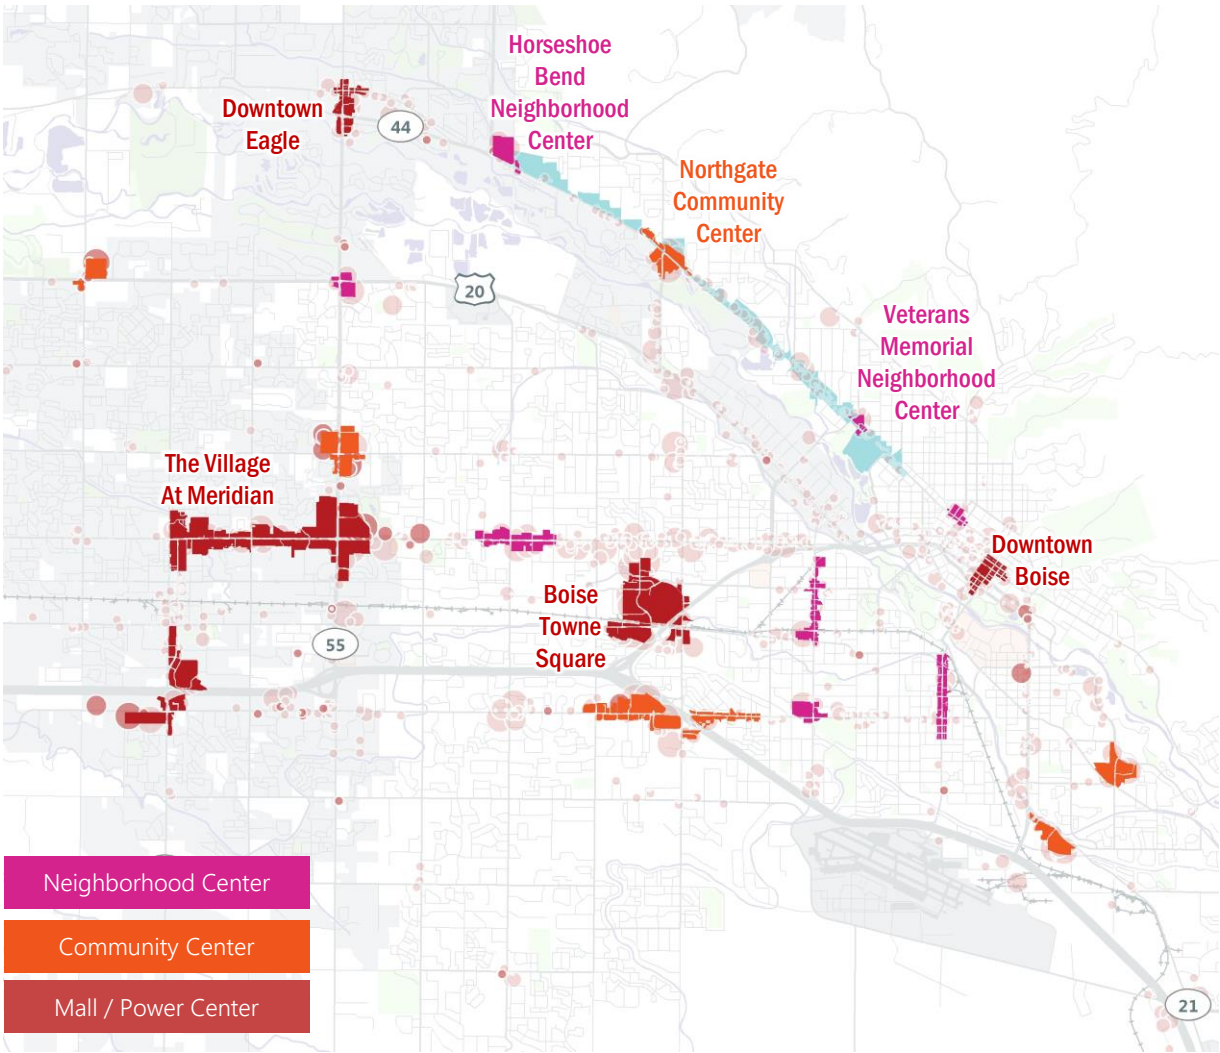 Horseshoe
Bend
Neighborhood
Center
Downtown
Eagle
44
Northgate
Community
Center
20
Veterans
Memorial
Neighborhood
Center
The Village
At Meridian
Downtown
Boise
Boise
Towne
Square
55
Neighborhood Center
Community Center
Mall / Power Center
21